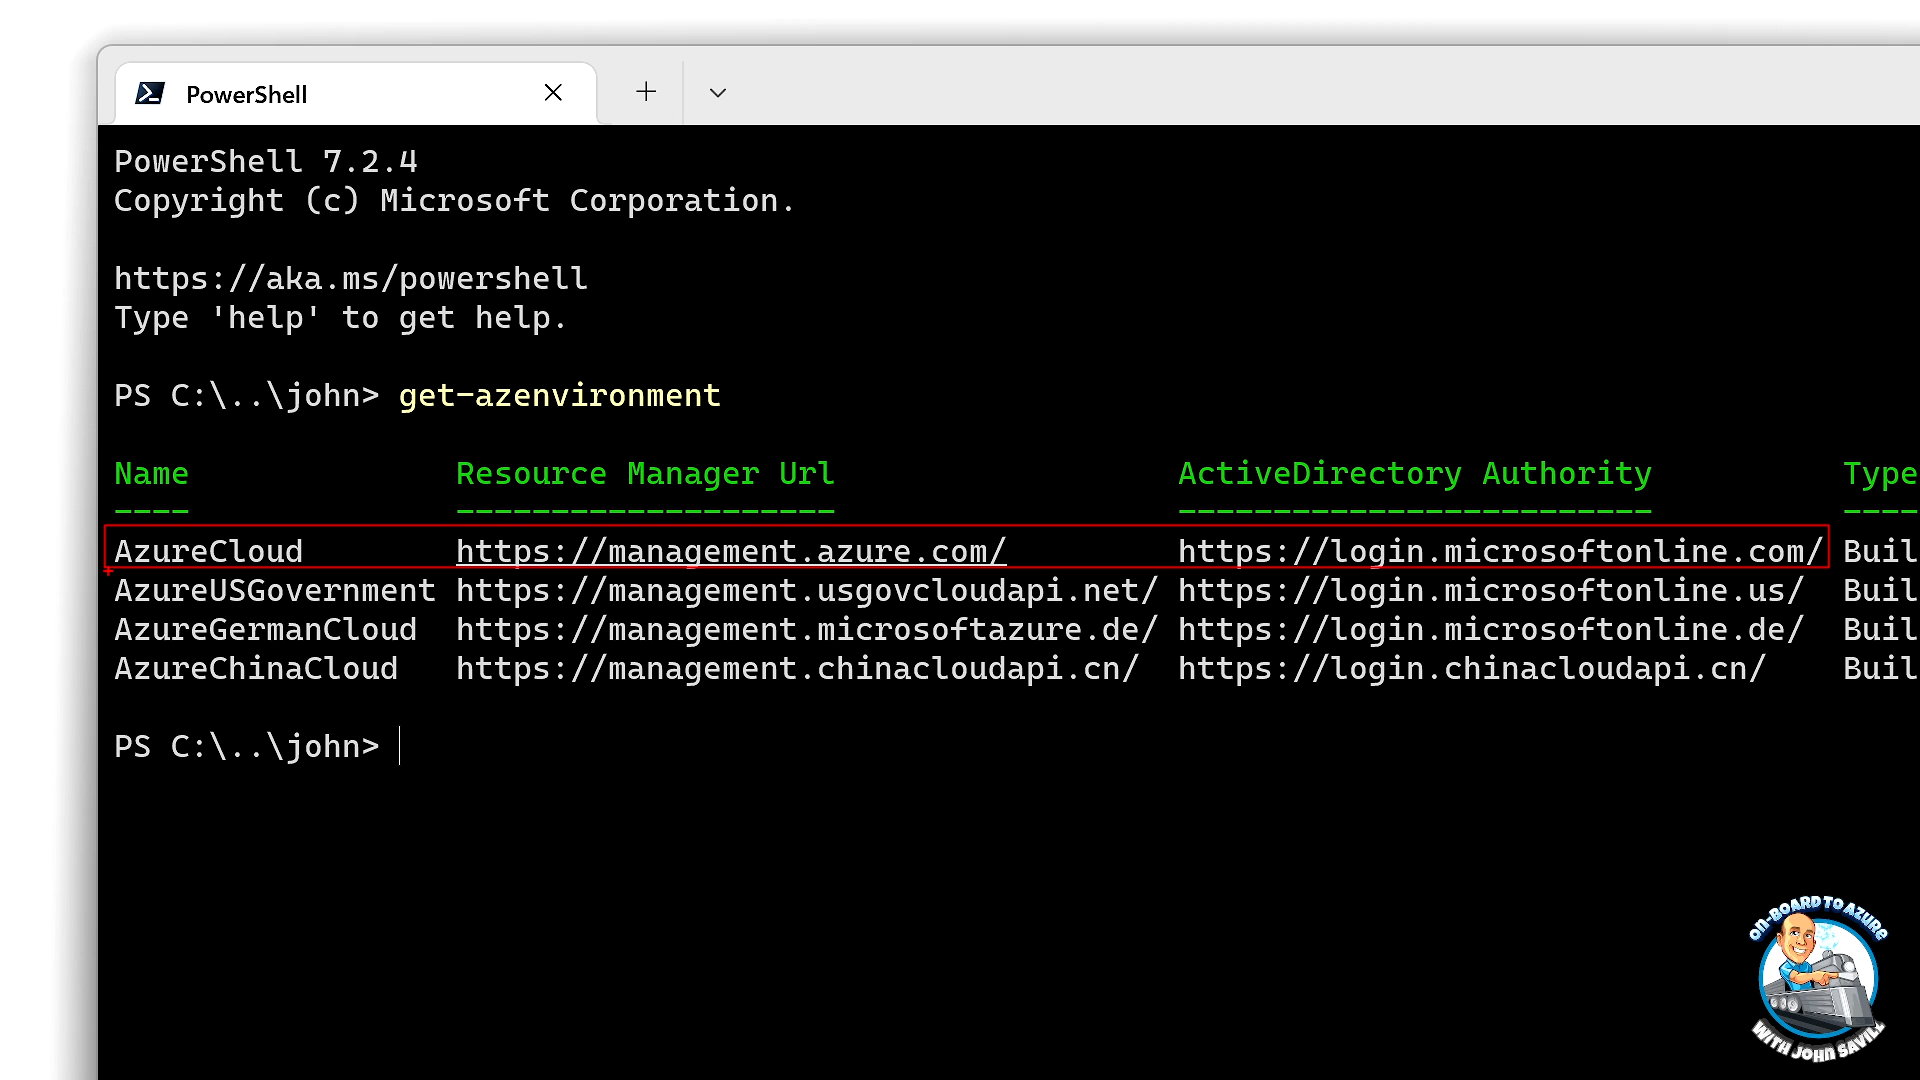 PowerShell
PowerShell 7.2.4
Copyright (c) Microsoft Corporation.
https://aka.ms/powershell
Type 'help' to get help.
PS C:\..\john> get-azenvironment
Name Resource Manager Url ActiveDirectory Authority Type
---- -------------------- ------------------------- ----
AzureCloud https://management.azure.com/ https://login.microsoftonline.com/ Buil
AzureUSGovernment https://management.usgovcloudapi.net/ https://login.microsoftonline.us/ Buil
AzureGermanCloud https://management.microsoftazure.de/ https://login.microsoftonline.de/ Buil
AzureChinaCloud https://management.chinacloudapi.cn/ https://login.chinacloudapi.cn/ Buil
PS C:\..\john>
ON-BOARD TO AZURE
WITH JOHN SAVILL